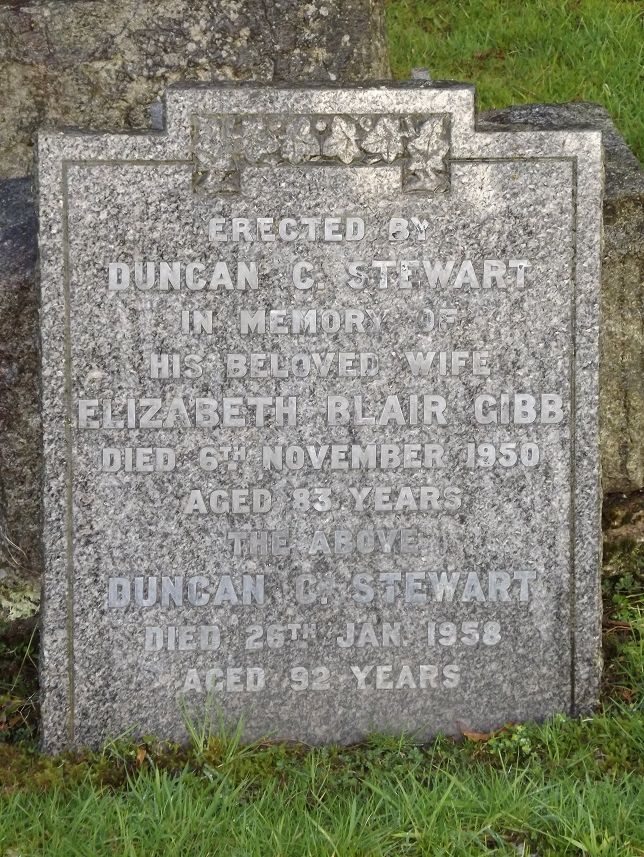 ERECTED BY
DUNCAN C. STEWART
IN MEMORY OF
HIS BELOVED WIFE
ELIZABETH BLAIR GIBB
DIED 6TH NOVEMBER 1950
AGED 83 YEARS
THE ABOVE
DUNCAN C. STEWART
DIED 26TH JAN. 1958
AGED 92 YEARS